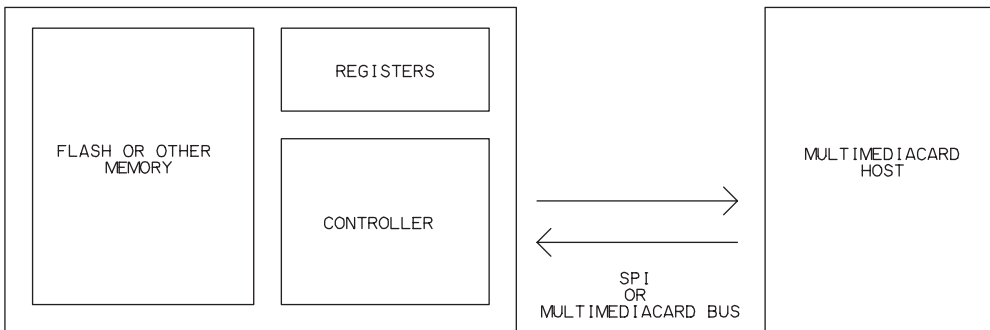 REGISTERS
FLASH OR OTHER
MEMORY
CONTROLLER
SPI
OR
MULTIMEDIACARD BUS
MULTIMEDIACARD
HOST